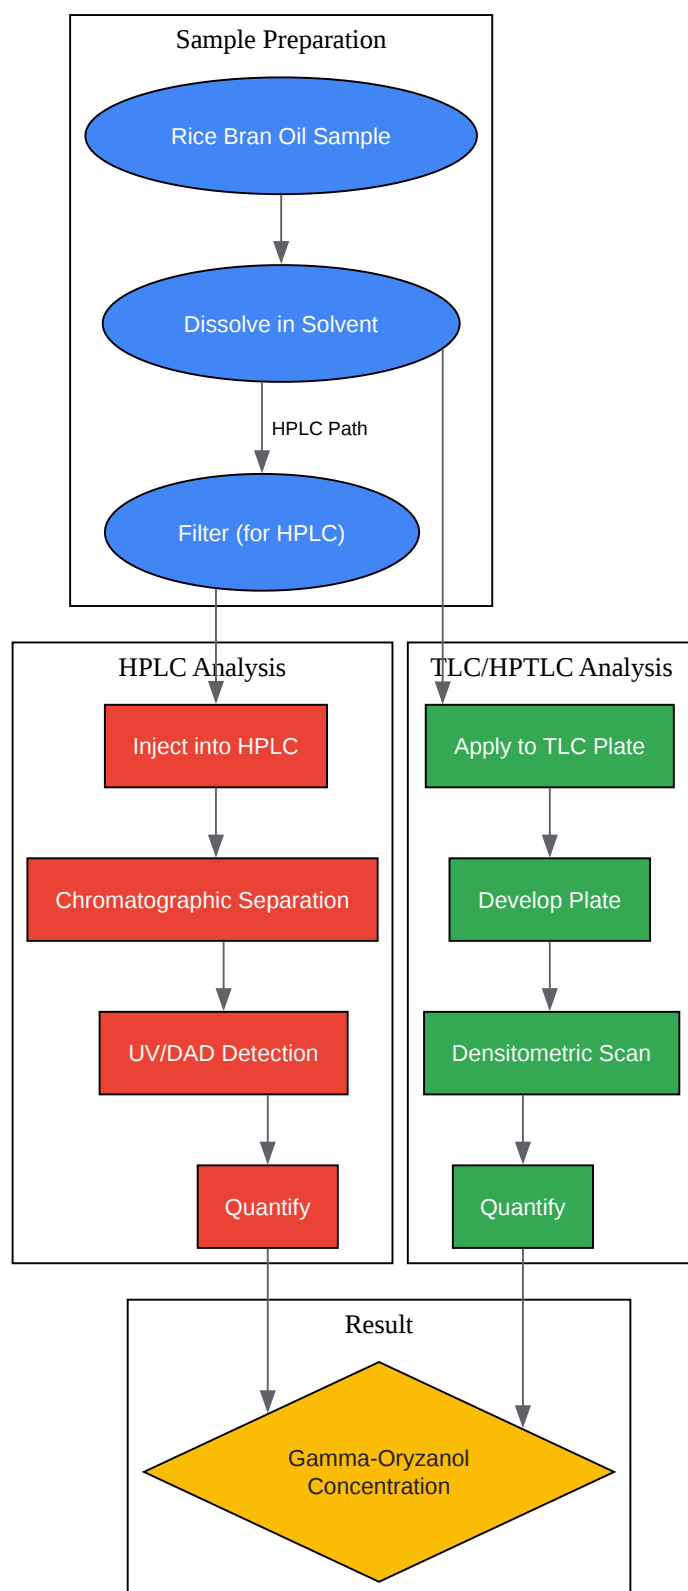 Sample Preparation
Rice Bran Oil Sample
Dissolve in Solvent
HPLC Path
Filter (for HPLC)
HPLC Analysis
Inject into HPLC
Chromatographic Separation
UV/DAD Detection
Quantify
TLC/HPTLC Analysis
Apply to TLC Plate
Develop Plate
Densitometric Scan
Quantify
Result
Gamma-Oryzanol
Concentration